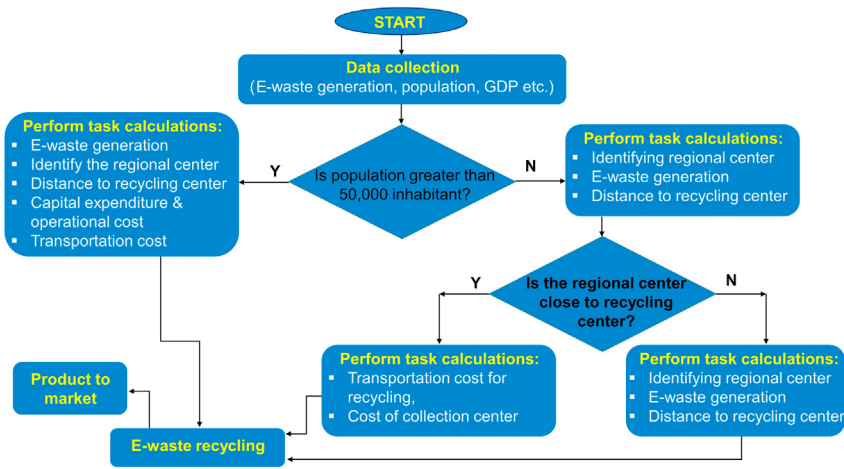 START
Data collection
(E-waste generation, population, GDP etc.)
Perform task calculations:
▪ E-waste generation
▪ Identify the regional center
▪ Distance to recycling center
▪ Capital expenditure &
operational cost
▪ Transportation cost
Y
Is population greater than
50,000 inhabitant?
N
Perform task calculations:
▪ Identifying regional center
▪ E-waste generation
▪ Distance to recycling center
Y
Is the regional center
close to recycling
center?
N
Perform task calculations:
▪ Transportation cost for
recycling,
▪ Cost of collection center
Perform task calculations:
▪ Identifying regional center
▪ E-waste generation
▪ Distance to recycling center
Product to
market
E-waste recycling